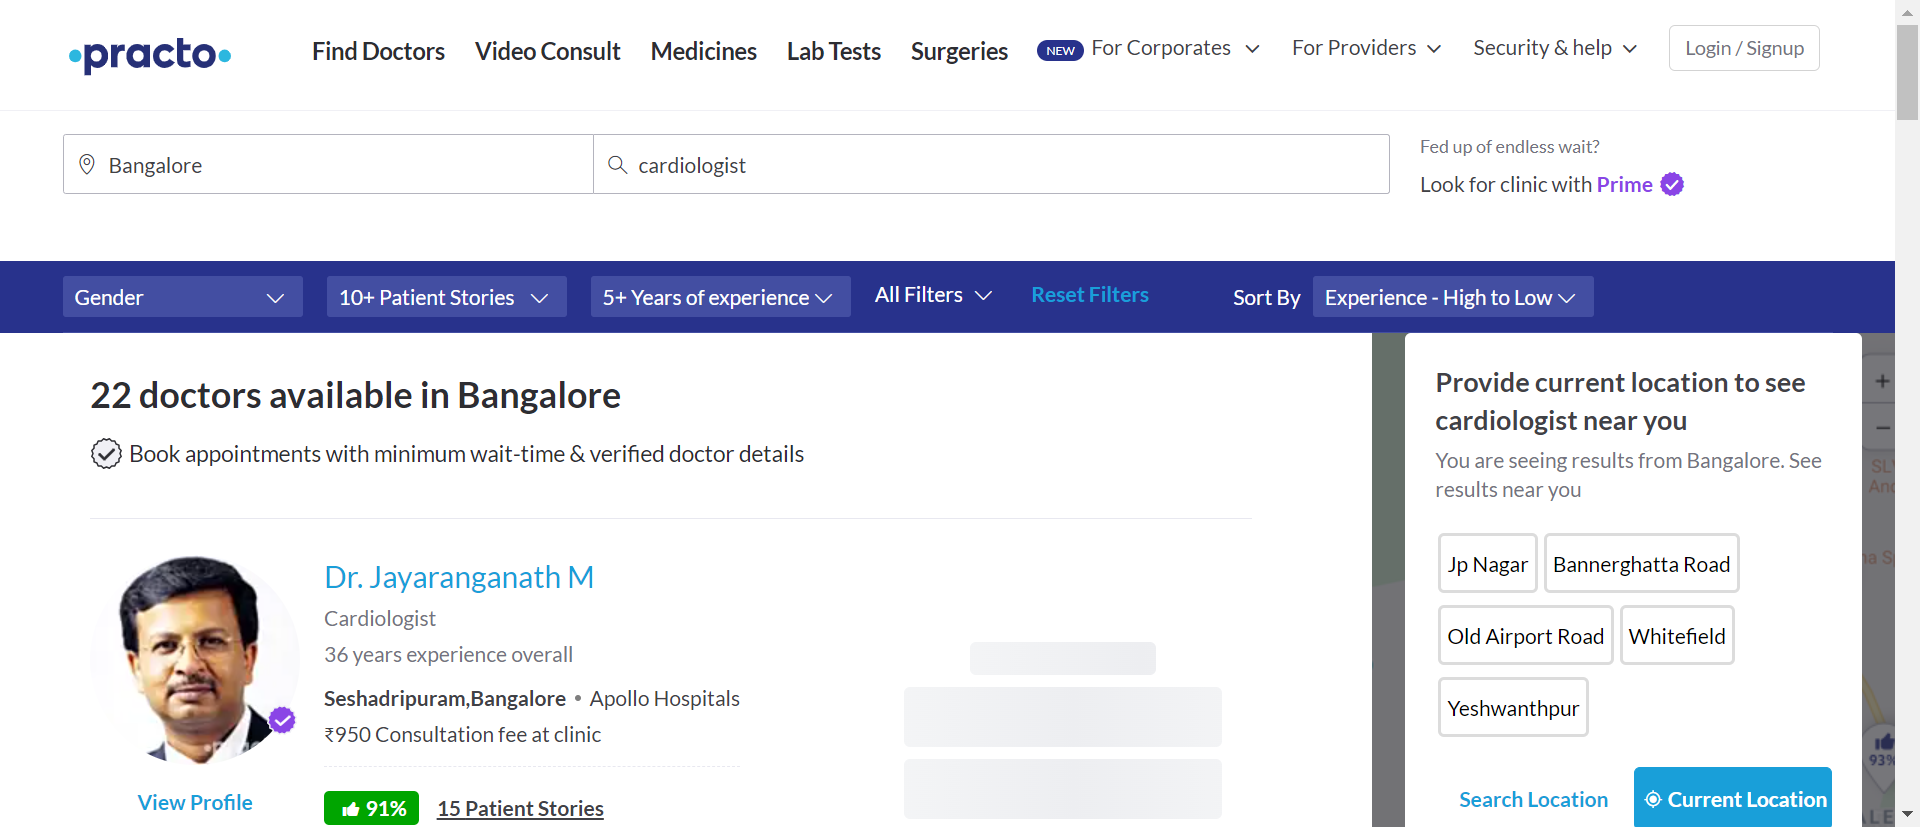 practo
Find Doctors
Video Consult
Medicines
Lab Tests
Surgeries
NEW For Corporates
For Providers
Security & help
Login / Signup
Bangalore
cardiologist
Fed up of endless wait?
Look for clinic with Prime
Gender
10+ Patient Stories
5+ Years of experience
All Filters
Reset Filters
Sort By
Experience - High to Low
22 doctors available in Bangalore
Book appointments with minimum wait-time & verified doctor details
Dr. Jayaranganath M
Cardiologist
36 years experience overall
Seshadripuram,Bangalore • Apollo Hospitals
₹950 Consultation fee at clinic
View Profile
91%
15 Patient Stories
Provide current location to see
cardiologist near you
You are seeing results from Bangalore. See
results near you
Jp Nagar
Bannerghatta Road
Old Airport Road
Whitefield
Yeshwanthpur
Search Location
Current Location
+
−
93%